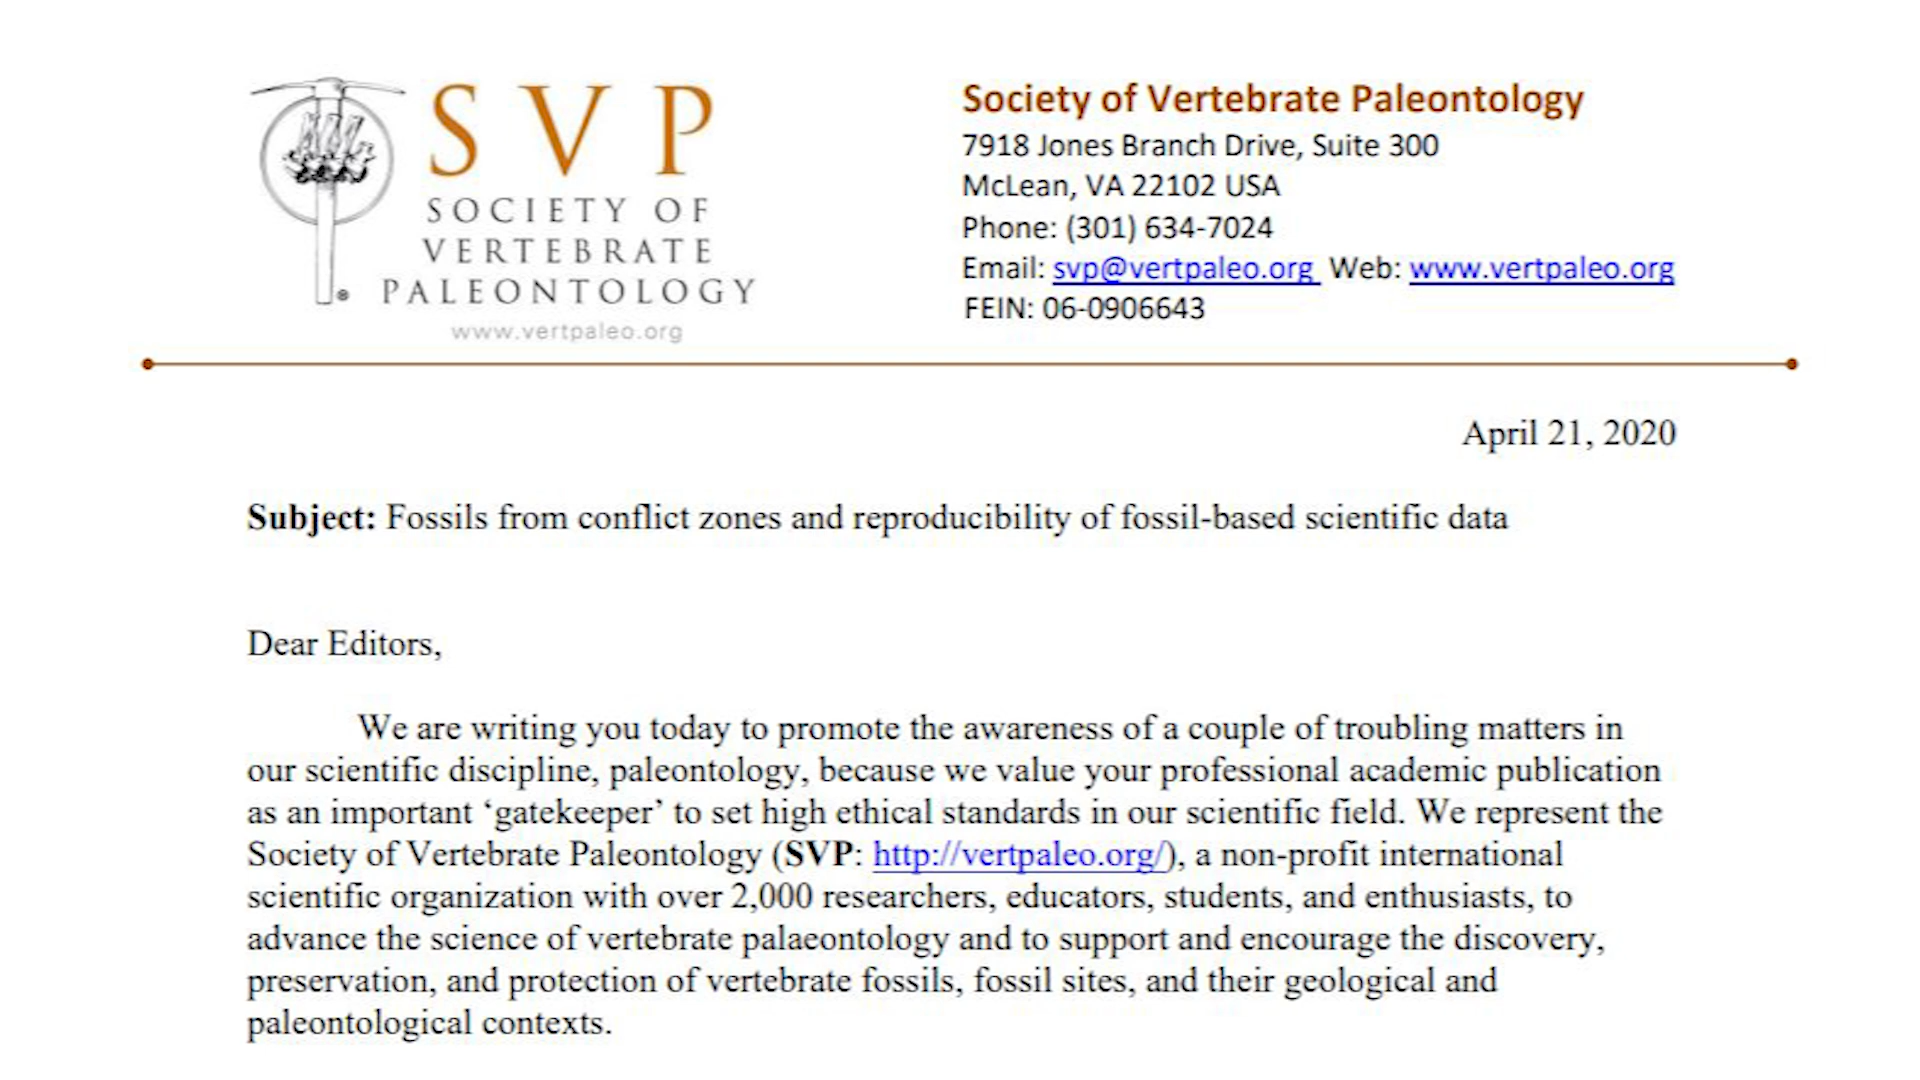 SVP
SOCIETY OF
VERTEBRATE
PALEONTOLOGY
www.vertpaleo.org
Society of Vertebrate Paleontology
7918 Jones Branch Drive, Suite 300
McLean, VA 22102 USA
Phone: (301) 634-7024
Email: svp@vertpaleo.org Web: www.vertpaleo.org
FEIN: 06-0906643
April 21, 2020
Subject: Fossils from conflict zones and reproducibility of fossil-based scientific data
Dear Editors,
We are writing you today to promote the awareness of a couple of troubling matters in
our scientific discipline, paleontology, because we value your professional academic publication
as an important ‘gatekeeper’ to set high ethical standards in our scientific field. We represent the
Society of Vertebrate Paleontology (SVP: http://vertpaleo.org/), a non-profit international
scientific organization with over 2,000 researchers, educators, students, and enthusiasts, to
advance the science of vertebrate palaeontology and to support and encourage the discovery,
preservation, and protection of vertebrate fossils, fossil sites, and their geological and
paleontological contexts.